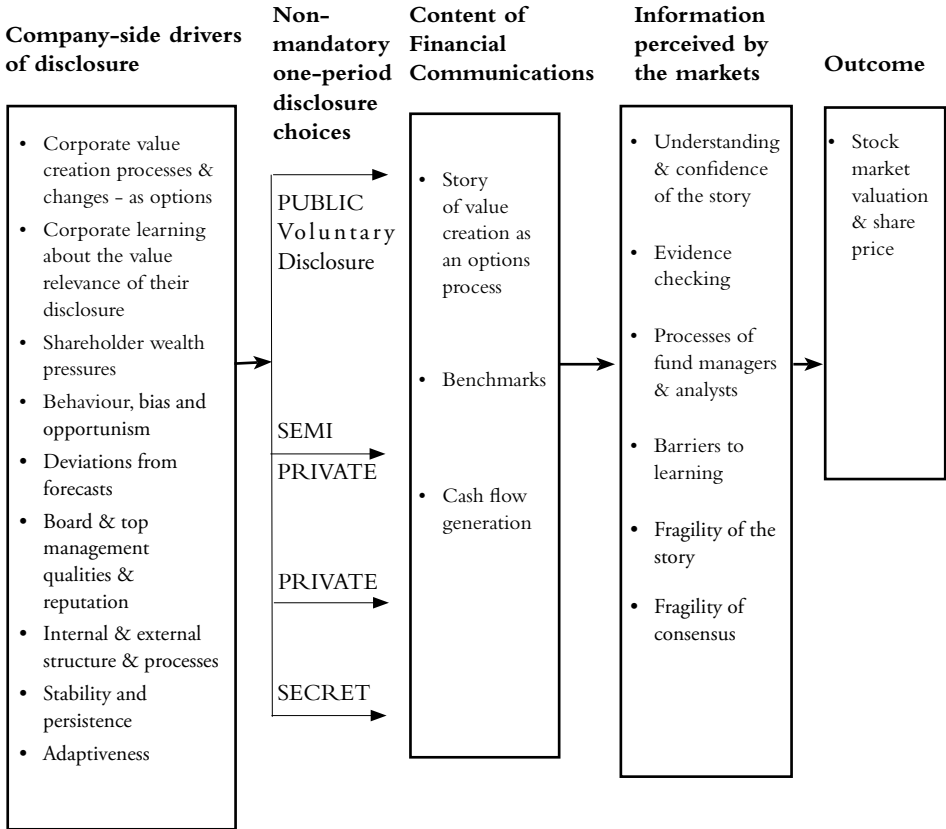 Company-side drivers
of disclosure
• Corporate value
creation processes &
changes - as options
• Corporate learning
about the value
relevance of their
disclosure
• Shareholder wealth
pressures
• Behaviour, bias and
opportunism
• Deviations from
forecasts
• Board & top
management
qualities &
reputation
• Internal & external
structure & processes
• Stability and
persistence
• Adaptiveness
Non-
mandatory
one-period
disclosure
choices
PUBLIC
Voluntary
Disclosure
SEMI
PRIVATE
PRIVATE
SECRET
Content of
Financial
Communications
• Story
of value
creation as
an options
process
• Benchmarks
• Cash flow
generation
Information
perceived by
the markets
• Understanding
& confidence
of the story
• Evidence
checking
• Processes of
fund managers
& analysts
• Barriers to
learning
• Fragility of the
story
• Fragility of
consensus
Outcome
• Stock
market
valuation
& share
price